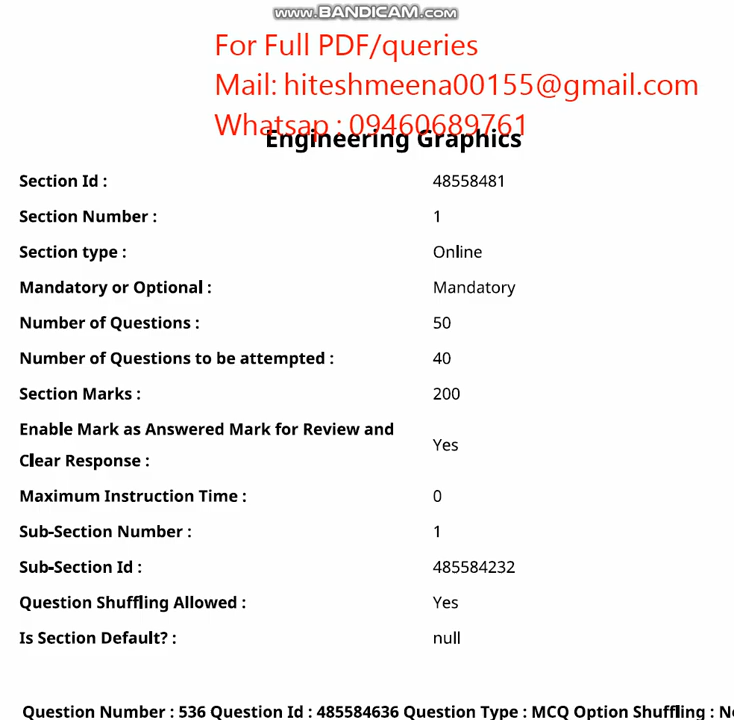 www.BANDICAM.com
For Full PDF/queries
Mail: hiteshmeena00155@gmail.com
Whatsap : 09460689761
Engineering Graphics
Section Id : 48558481
Section Number : 1
Section type : Online
Mandatory or Optional : Mandatory
Number of Questions : 50
Number of Questions to be attempted : 40
Section Marks : 200
Enable Mark as Answered Mark for Review and
Yes
Clear Response :
Maximum Instruction Time : 0
Sub-Section Number : 1
Sub-Section Id : 485584232
Question Shuffling Allowed : Yes
Is Section Default? : null
Question Number : 536 Question Id : 485584636 Question Type : MCQ Option Shuffling :